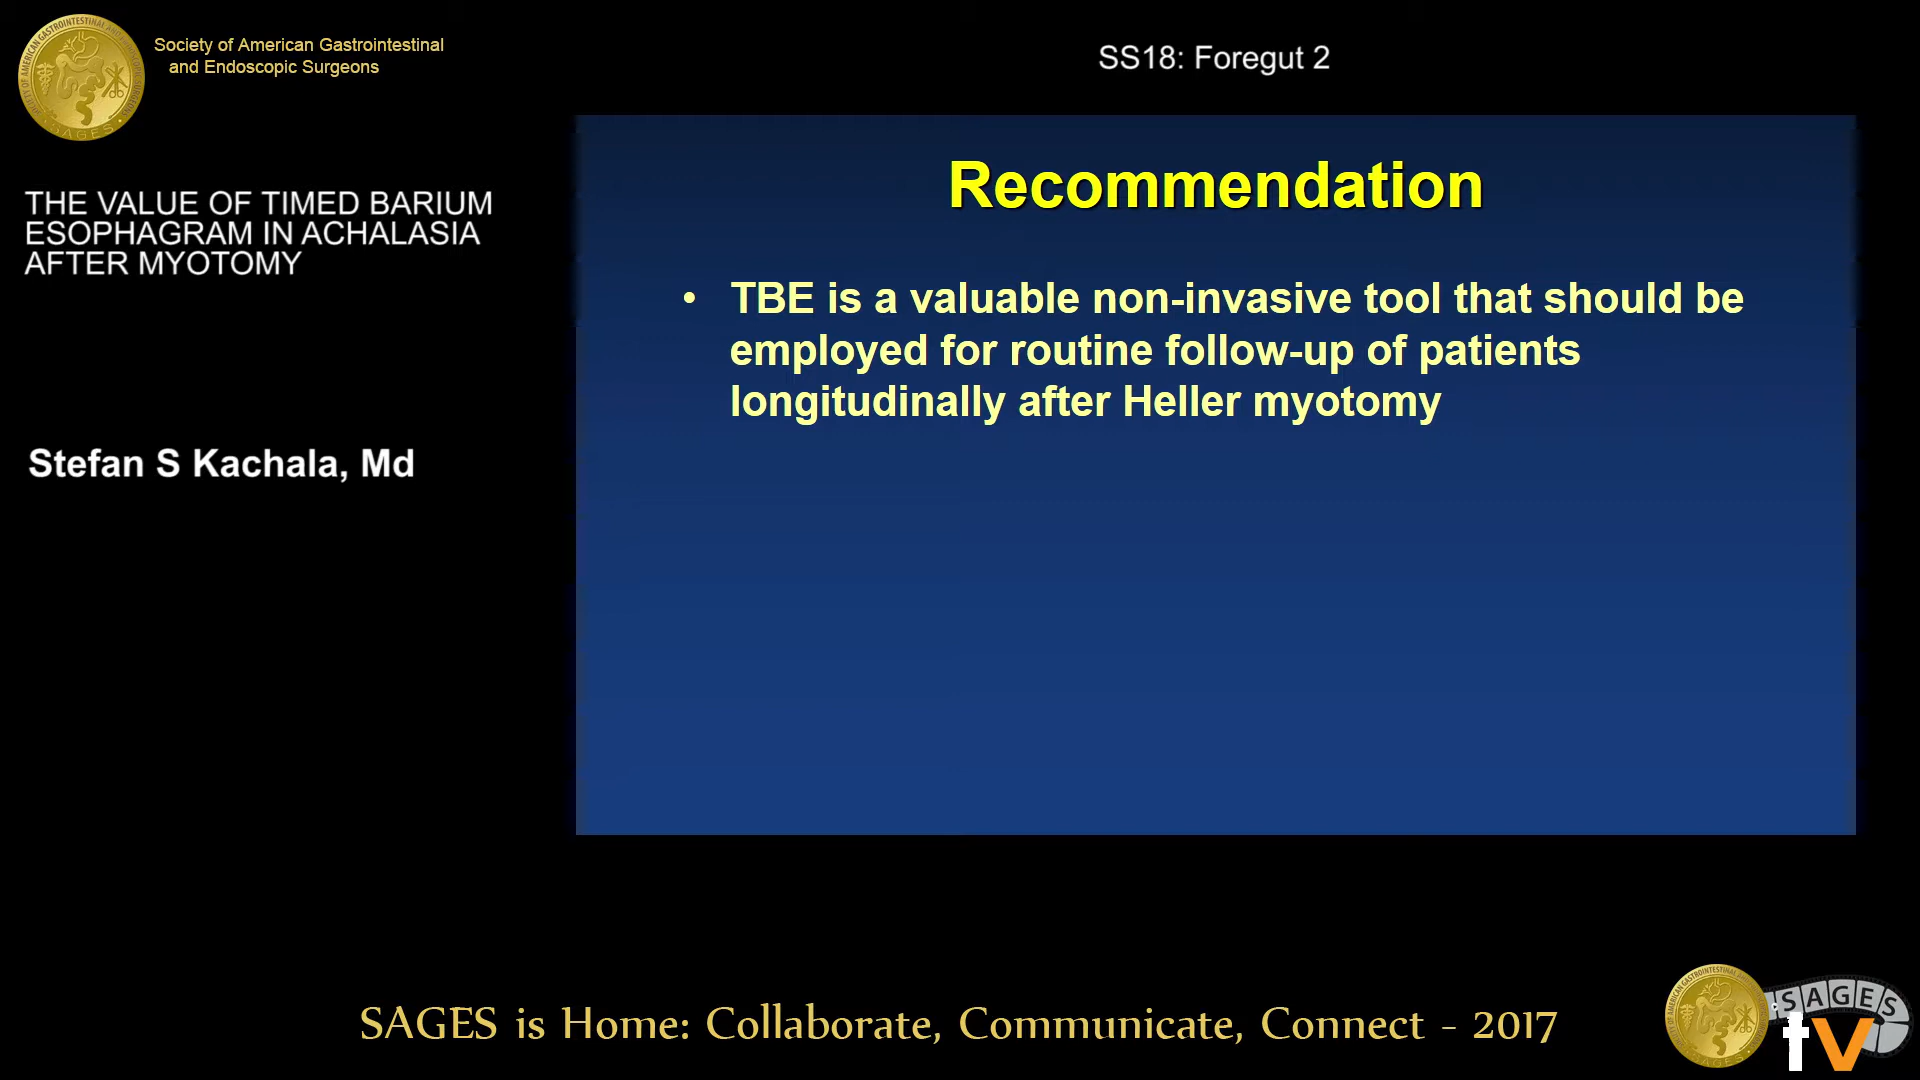 Society of American Gastrointestinal
and Endoscopic Surgeons
SS18: Foregut 2
THE VALUE OF TIMED BARIUM
ESOPHAGRAM IN ACHALASIA
AFTER MYOTOMY
Stefan S Kachala, Md
Recommendation
• TBE is a valuable non-invasive tool that should be
employed for routine follow-up of patients
longitudinally after Heller myotomy
SAGES is Home: Collaborate, Communicate, Connect - 2017
SAGES
tv
SAGES